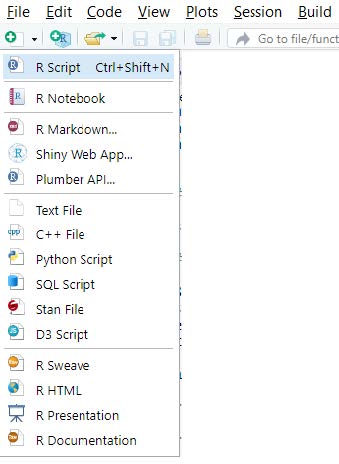 File Edit Code View Plots Session Build
Go to file/funct
R Script Ctrl+Shift+N
R Notebook
R Markdown...
Shiny Web App...
Plumber API...
Text File
C++ File
Python Script
SQL Script
Stan File
D3 Script
R Sweave
R HTML
R Presentation
R Documentation